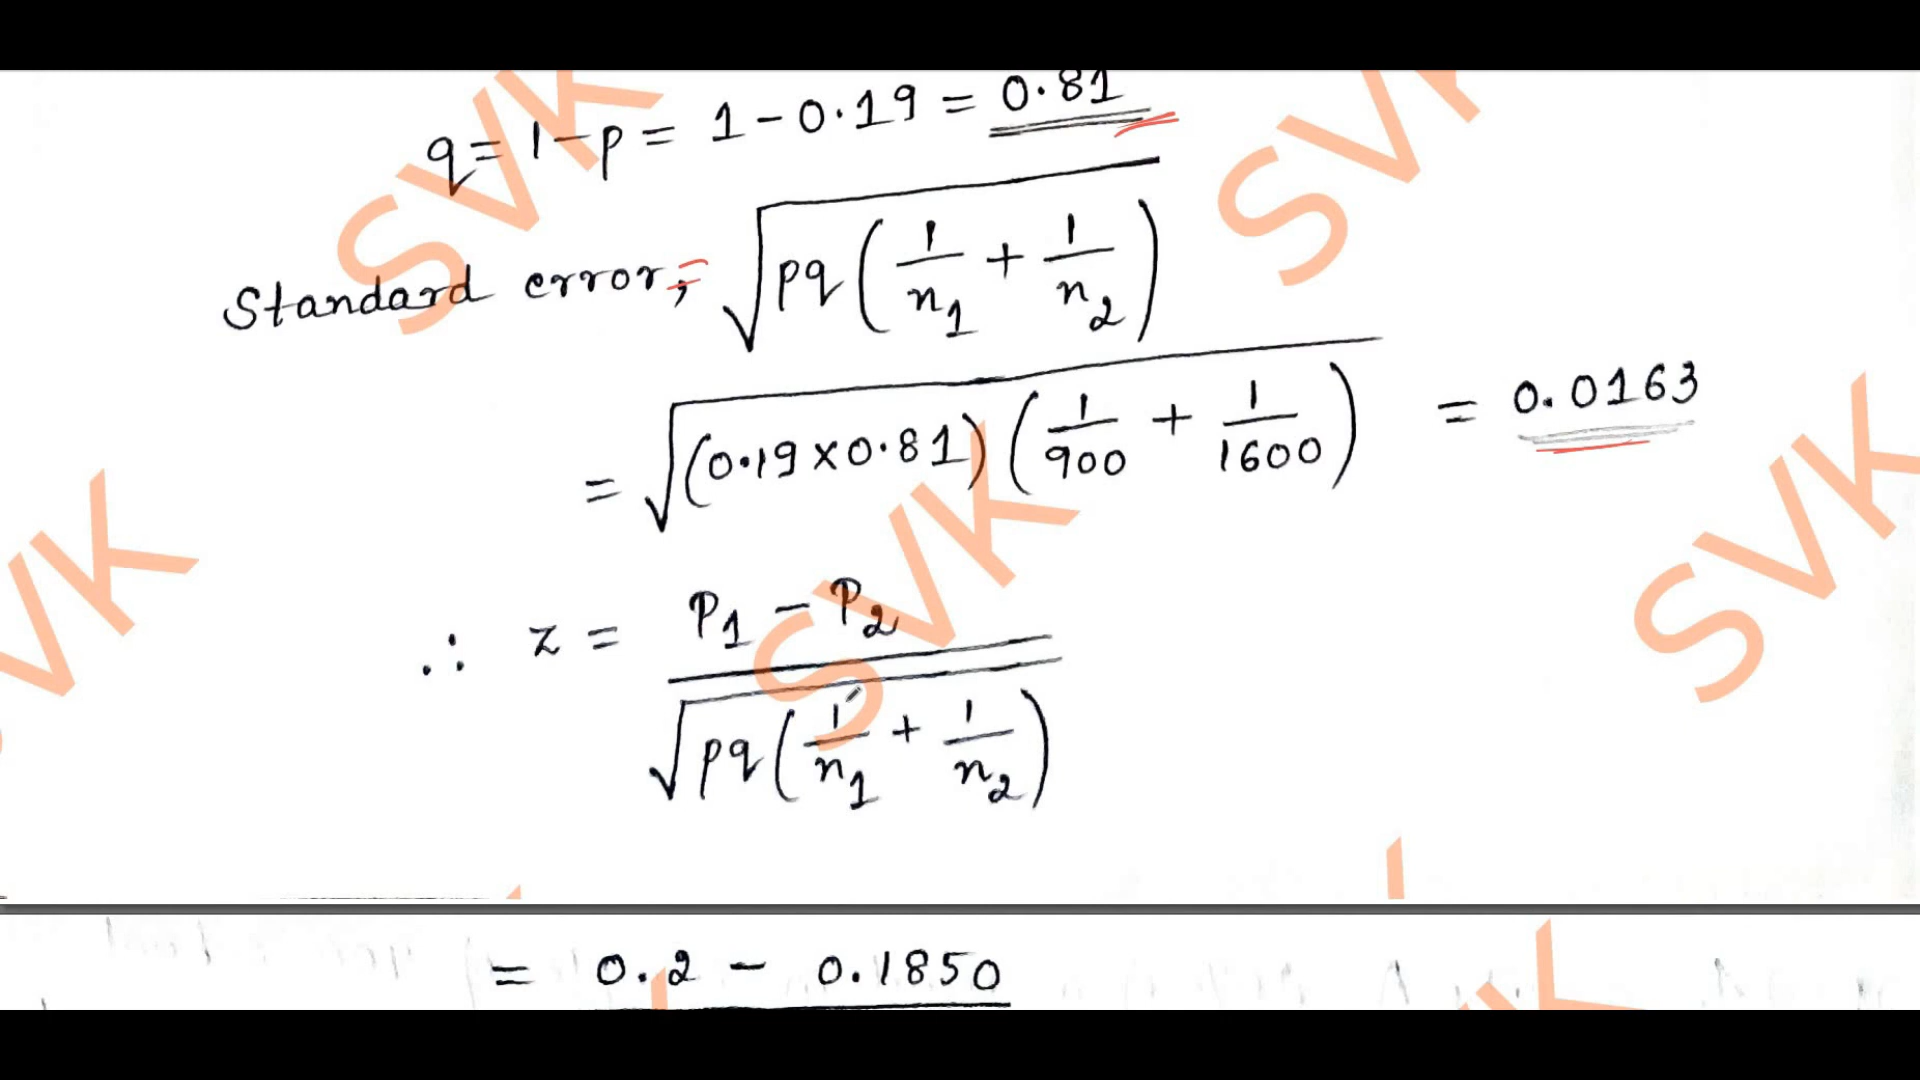 q = 1 - p = 1 - 0.19 = 0.81
Standard error, = √(pq(1/n₁ + 1/n₂))
= √((0.19×0.81)(1/900 + 1/1600)) = 0.0163
∴ z = P₁ - P₂ / √(pq(1/n₁ + 1/n₂))
= 0.2 - 0.1850
SVK
SVK
SVK
SVK
VK